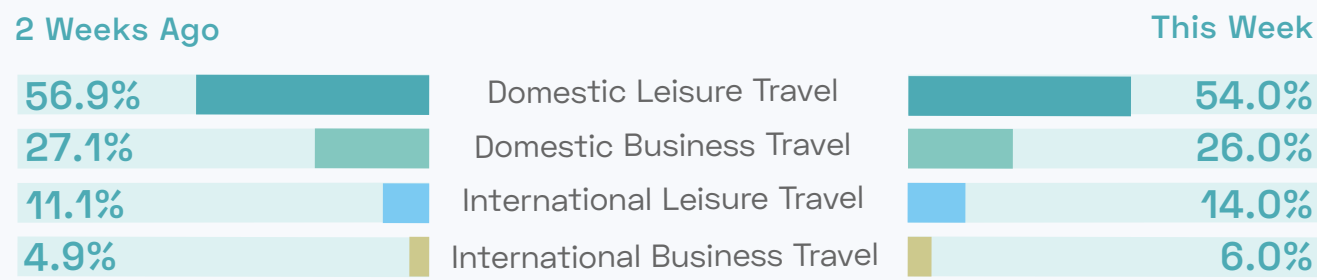 2 Weeks Ago This Week
56.9% Domestic Leisure Travel 54.0%
27.1% Domestic Business Travel 26.0%
11.1% International Leisure Travel 14.0%
4.9% International Business Travel 6.0%